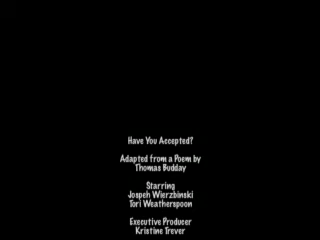 Have You Accepted?
Adapted from a Poem by
Thomas Budday
Starring
Jospeh Wierzbinski
Tori Weatherspoon
Executive Producer
Kristine Trever